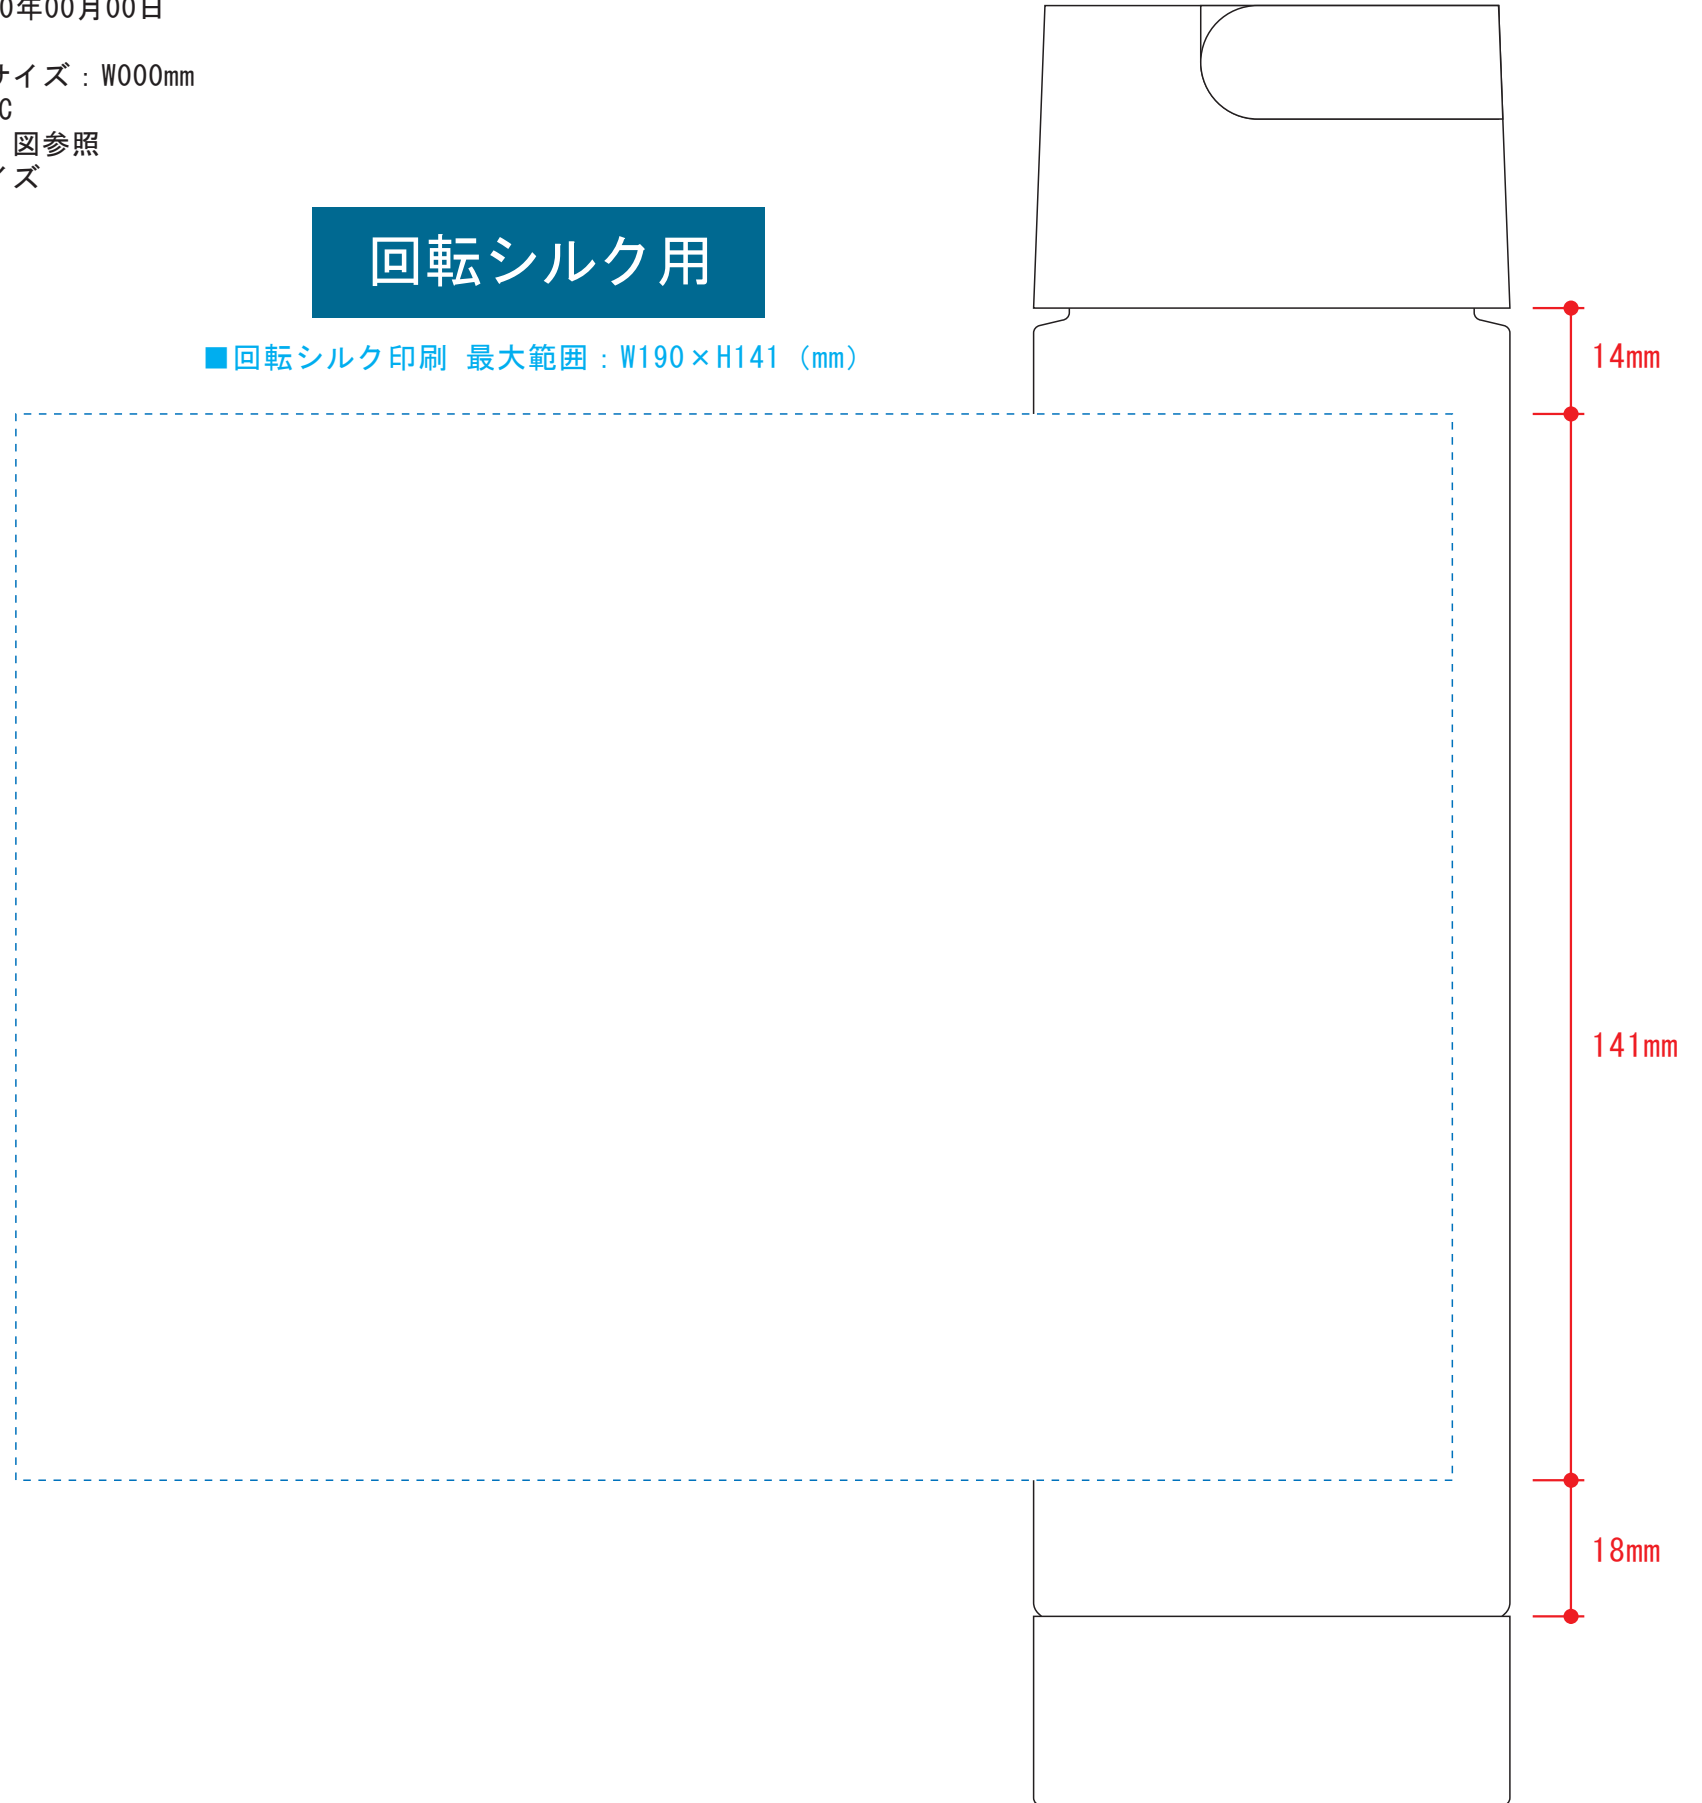 0年00月00日
サイズ：W000mm
C
図参照
イズ
回転シルク用
■回転シルク印刷 最大範囲：W190×H141（mm）
14mm
141mm
18mm